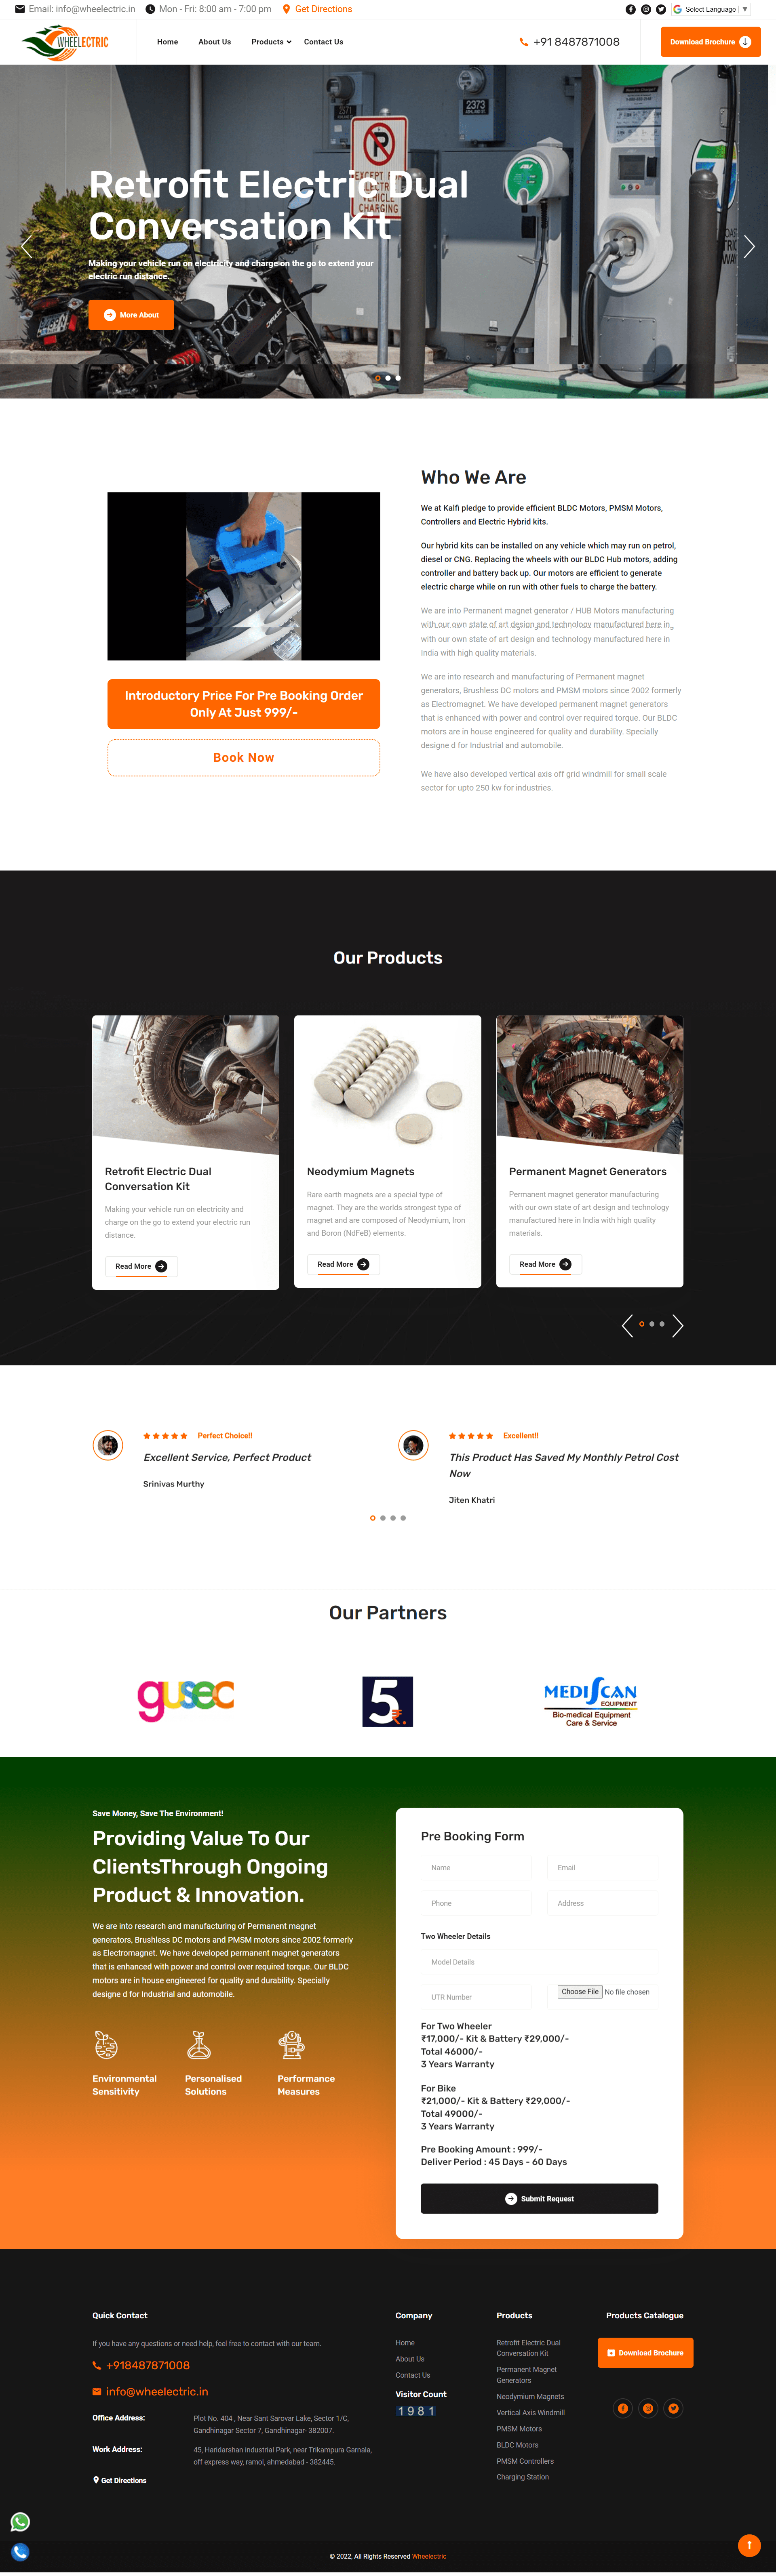 Email: info@wheelectric.in
Mon - Fri: 8:00 am - 7:00 pm
Get Directions
Select Language
WHEELECTRIC
Home
About Us
Products
Contact Us
+91 8487871008
Download Brochure
Retrofit Electric Dual
Conversation Kit
Making your vehicle run on electricity and charge on the go to extend your
electric run distance.
More About
Who We Are
We at Kalfi pledge to provide efficient BLDC Motors, PMSM Motors,
Controllers and Electric Hybrid kits.
Our hybrid kits can be installed on any vehicle which may run on petrol,
diesel or CNG. Replacing the wheels with our BLDC Hub motors, adding
controller and battery back up. Our motors are efficient to generate
electric charge while on run with other fuels to charge the battery.
We are into Permanent magnet generator / HUB Motors manufacturing
with our own state of art design and technology manufactured here in
with our own state of art design and technology manufactured here in
India with high quality materials.
We are into research and manufacturing of Permanent magnet
generators, Brushless DC motors and PMSM motors since 2002 formerly
as Electromagnet. We have developed permanent magnet generators
that is enhanced with power and control over required torque. Our BLDC
motors are in house engineered for quality and durability. Specially
designe d for Industrial and automobile.
We have also developed vertical axis off grid windmill for small scale
sector for upto 250 kw for industries.
Introductory Price For Pre Booking Order
Only At Just 999/-
Book Now
Our Products
Retrofit Electric Dual
Conversation Kit
Making your vehicle run on electricity and
charge on the go to extend your electric run
distance.
Read More
Neodymium Magnets
Rare earth magnets are a special type of
magnet. They are the worlds strongest type of
magnet and are composed of Neodymium, Iron
and Boron (NdFeB) elements.
Read More
Permanent Magnet Generators
Permanent magnet generator manufacturing
with our own state of art design and technology
manufactured here in India with high quality
materials.
Read More
Perfect Choice!!
Excellent Service, Perfect Product
Srinivas Murthy
Excellent!!
This Product Has Saved My Monthly Petrol Cost
Now
Jiten Khatri
Our Partners
gusec
5
₹.
MEDISCAN
EQUIPMENT
Bio-medical Equipment
Care & Service
Save Money, Save The Environment!
Providing Value To Our
ClientsThrough Ongoing
Product & Innovation.
We are into research and manufacturing of Permanent magnet
generators, Brushless DC motors and PMSM motors since 2002 formerly
as Electromagnet. We have developed permanent magnet generators
that is enhanced with power and control over required torque. Our BLDC
motors are in house engineered for quality and durability. Specially
designe d for Industrial and automobile.
Environmental
Sensitivity
Personalised
Solutions
Performance
Measures
Pre Booking Form
Name
Email
Phone
Address
Two Wheeler Details
Model Details
UTR Number
Choose File No file chosen
For Two Wheeler
₹17,000/- Kit & Battery ₹29,000/-
Total 46000/-
3 Years Warranty
For Bike
₹21,000/- Kit & Battery ₹29,000/-
Total 49000/-
3 Years Warranty
Pre Booking Amount : 999/-
Deliver Period : 45 Days - 60 Days
Submit Request
Quick Contact
If you have any questions or need help, feel free to contact with our team.
+918487871008
info@wheelectric.in
Office Address:
Plot No. 404 , Near Sant Sarovar Lake, Sector 1/C,
Gandhinagar Sector 7, Gandhinagar- 382007.
Work Address:
45, Haridarshan Industrial Park, near Trikampura Gamala,
off express way, ramol, ahmedabad - 382445.
Get Directions
Company
Home
About Us
Contact Us
Visitor Count
1981
Products
Retrofit Electric Dual
Conversation Kit
Permanent Magnet
Generators
Neodymium Magnets
Vertical Axis Windmill
PMSM Motors
BLDC Motors
PMSM Controllers
Charging Station
Products Catalogue
Download Brochure
© 2022, All Rights Reserved Wheelectric